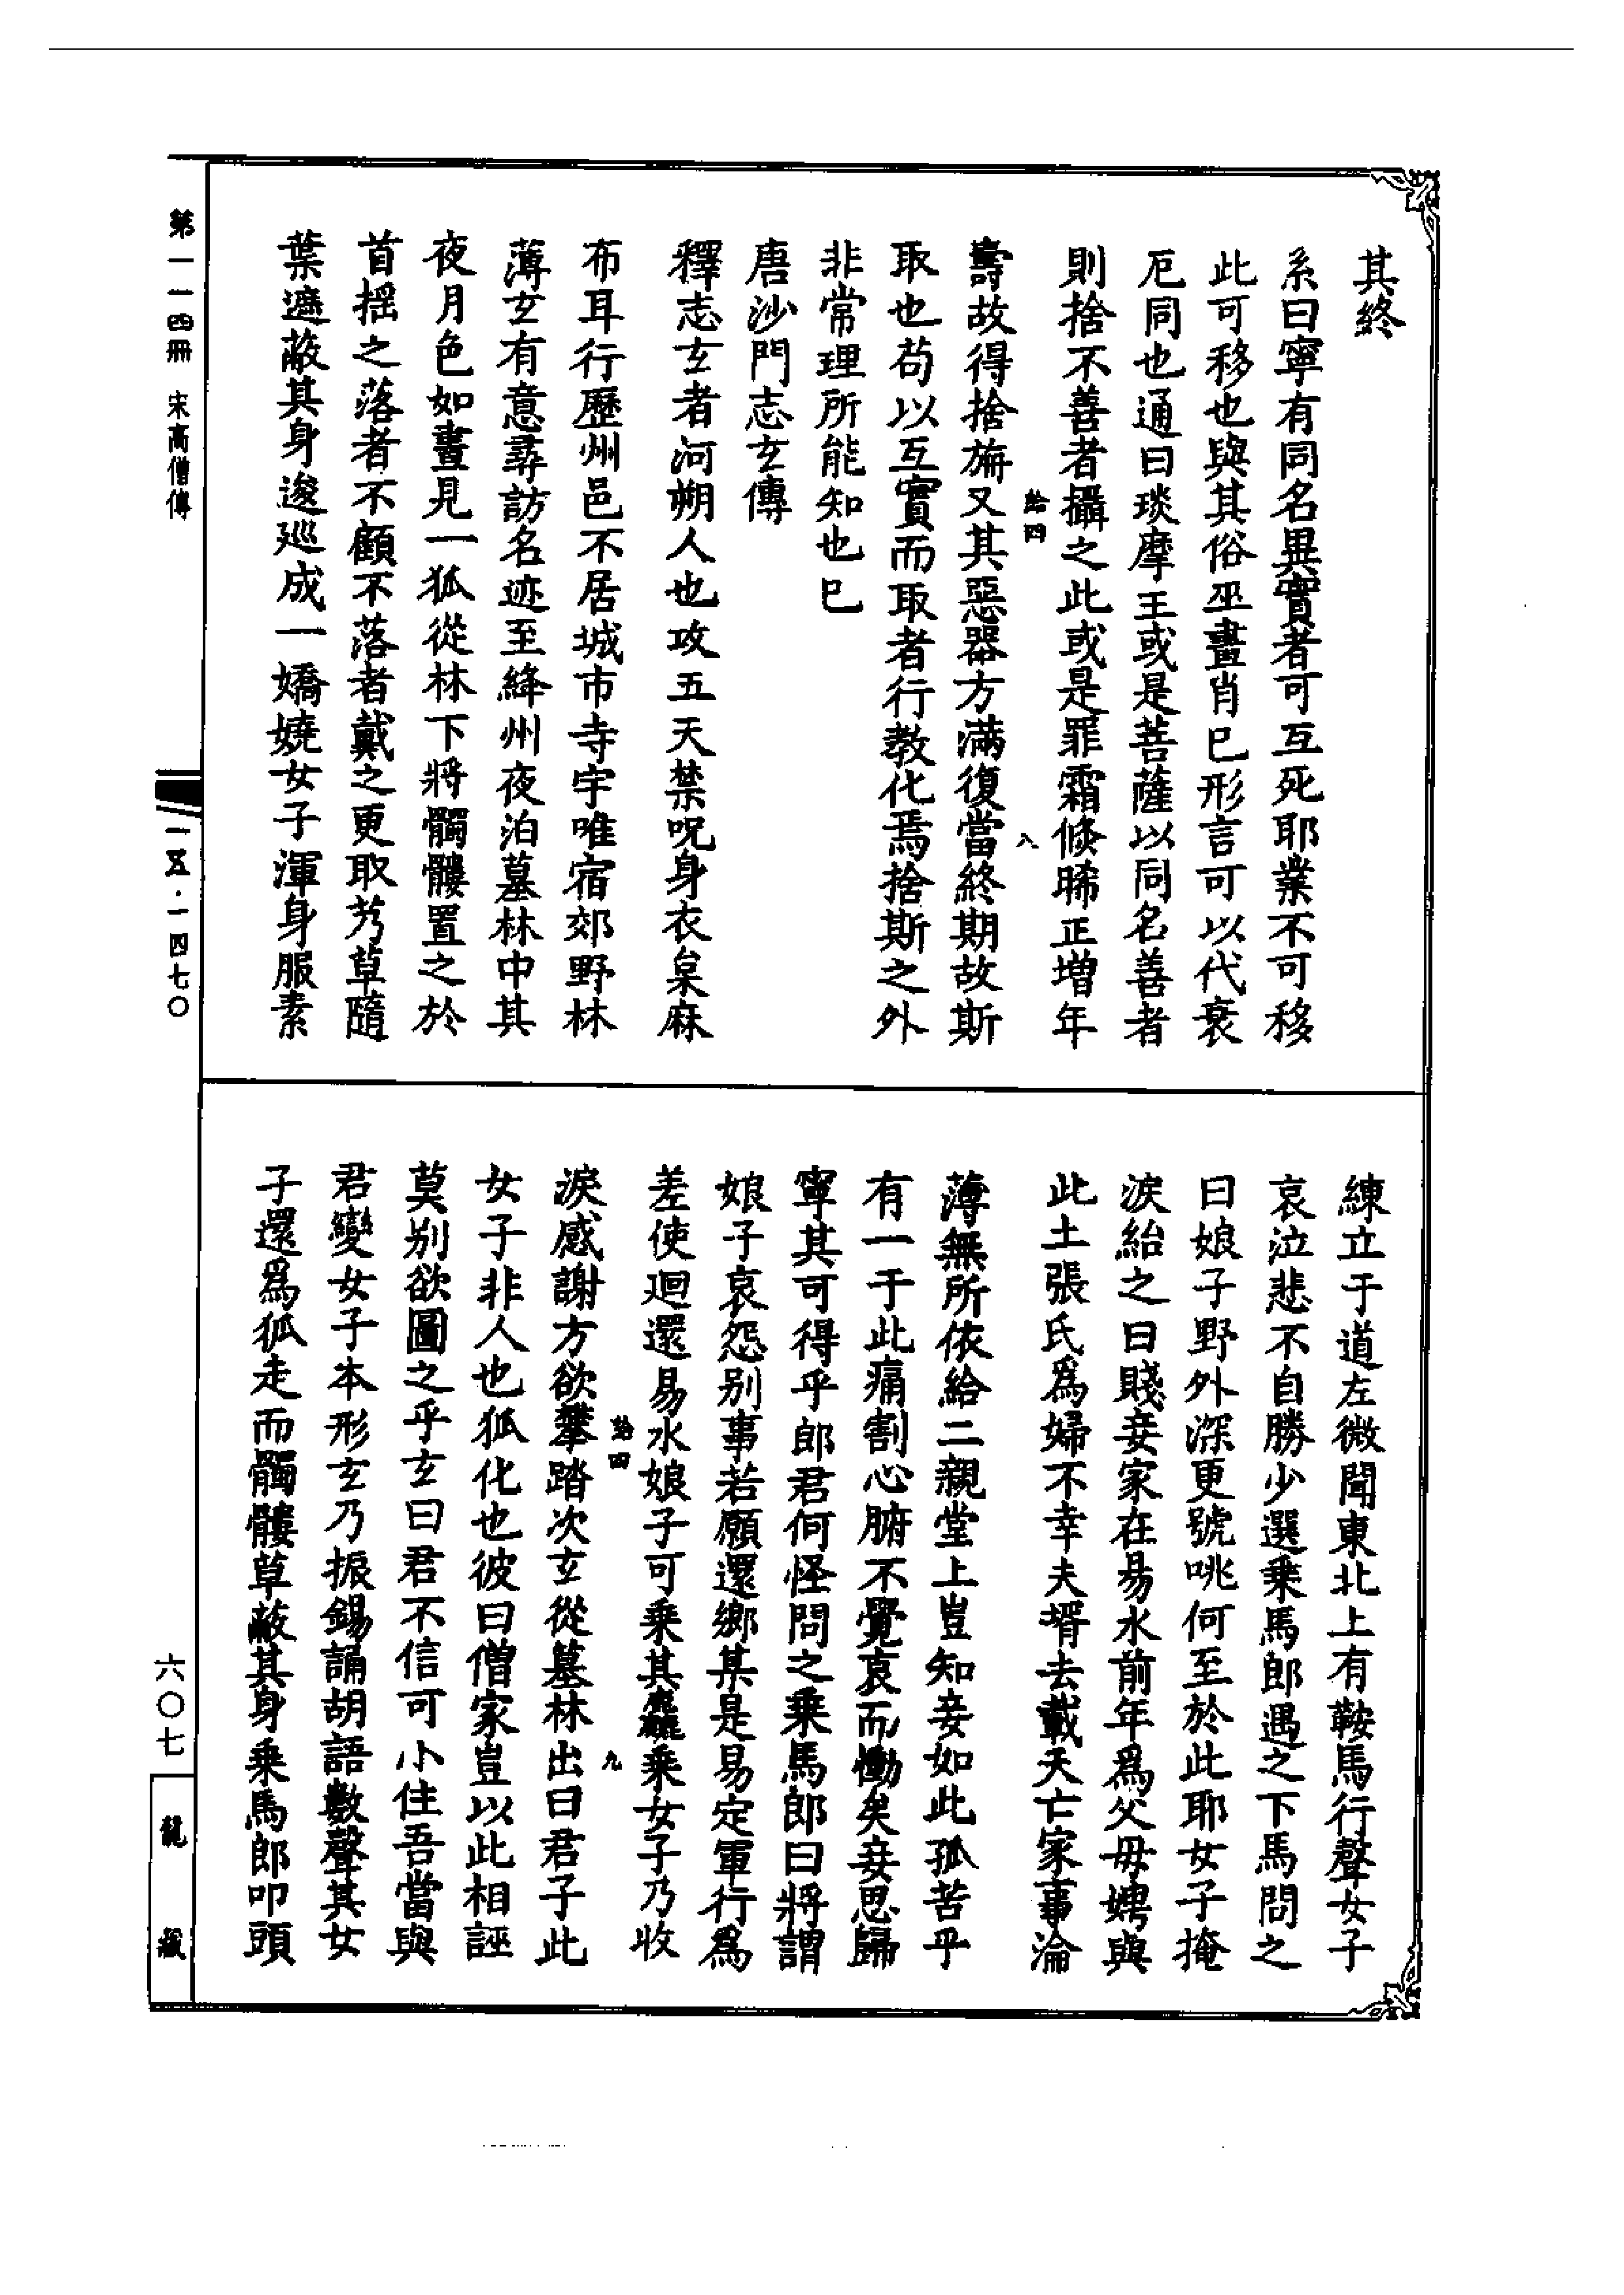 其終
系曰寧有同名異實者可互死耶業不可移
此可移也與其俗巫畫肖巳形言可以代衰
厄同也通曰琰摩王或是菩薩以同名善者
則捨不善者攝之此或是罪霜倏晞正增年
給四
八
壽故得捨旃又其惡器方滿復當終期故斯
取也苟以互實而取者行教化焉捨斯之外
非常理所能知也巳
唐沙門志玄傳
釋志玄者河朔人也攻五天禁呪身衣枲麻
布耳行歷州邑不居城市寺宇唯宿郊野林
薄玄有意尋訪名迹至絳州夜泊墓林中其
夜月色如晝見一狐從林下將髑髏置之於
首揺之落者不顧不落者戴之更取艿草隨
葉遮蔽其身逡巡成一嬌嬈女子渾身服素
練立于道左微聞東北上有鞍馬行聲女子
哀泣悲不自勝少選乗馬郎遇之下馬問之
曰娘子野外深更號咷何至於此耶女子掩
淚紿之曰賤妾家在易水前年爲父母娉與
此土張氏爲婦不幸夫壻去載夭亡家事淪
薄無所依給二親堂上豈知妾如此孤苦乎
有一于此痛割心腑不覺哀而慟矣妾思歸
寧其可得乎郎君何怪問之乗馬郎曰將謂
娘子哀怨别事若願還鄉某是易定軍行爲
差使迴還易水娘子可乗其麤乗女子乃收
給四
九
淚感謝方欲攀踏次玄從墓林出曰君子此
女子非人也狐化也彼曰僧家豈以此相誣
莫别欲圖之乎玄曰君不信可小住吾當與
君變女子本形玄乃振錫誦胡語數聲其女
子還爲狐走而髑髏草蔽其身乗馬郎叩頭
第一一四冊 宋高僧傳
一五·一四七〇
六〇七
龍藏